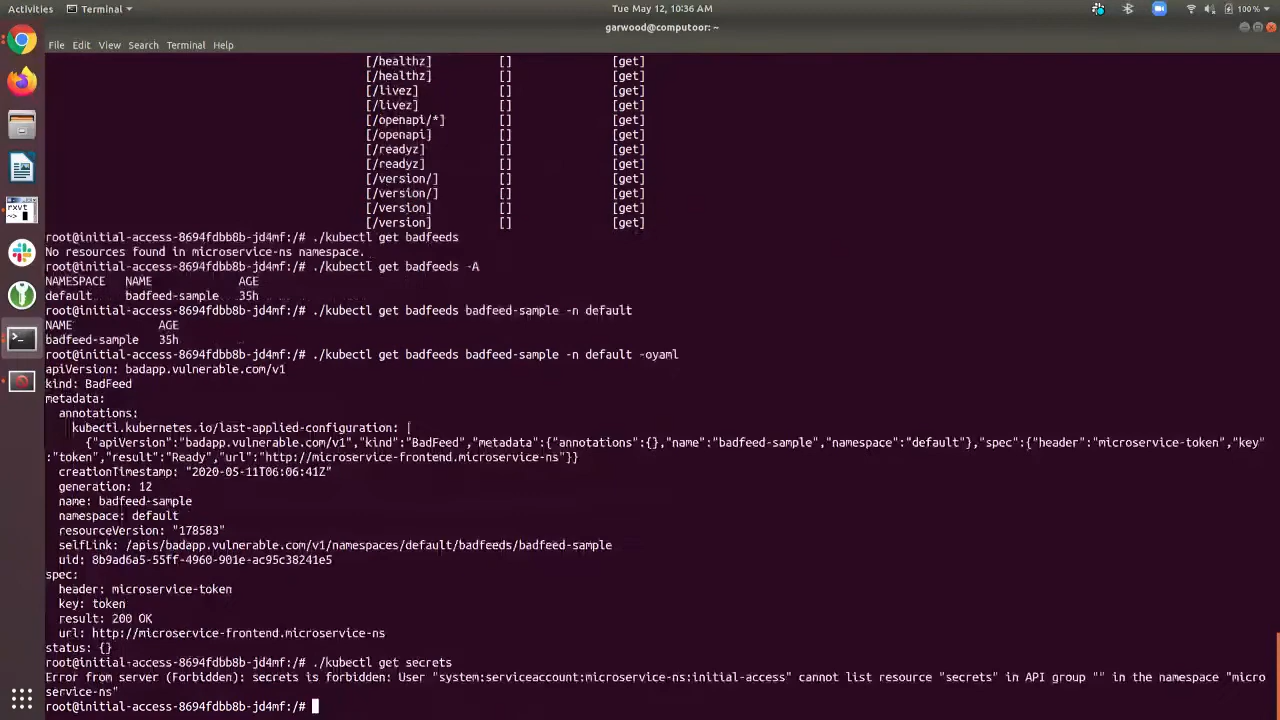 Activities
Terminal
Tue May 12, 10:36 AM
100%
garwood@computoor: ~
File Edit View Search Terminal Help
[/healthz] [] [get]
[/healthz] [] [get]
[/livez] [] [get]
[/livez] [] [get]
[/openapi/*] [] [get]
[/openapi] [] [get]
[/readyz] [] [get]
[/readyz] [] [get]
[/version/] [] [get]
[/version/] [] [get]
[/version] [] [get]
[/version] [] [get]
root@initial-access-8694fdbb8b-jd4mf:/# ./kubectl get badfeeds
No resources found in microservice-ns namespace.
root@initial-access-8694fdbb8b-jd4mf:/# ./kubectl get badfeeds -A
NAMESPACE NAME AGE
default badfeed-sample 35h
root@initial-access-8694fdbb8b-jd4mf:/# ./kubectl get badfeeds badfeed-sample -n default
NAME AGE
badfeed-sample 35h
root@initial-access-8694fdbb8b-jd4mf:/# ./kubectl get badfeeds badfeed-sample -n default -oyaml
apiVersion: badapp.vulnerable.com/v1
kind: BadFeed
metadata:
annotations:
kubectl.kubernetes.io/last-applied-configuration: |
{"apiVersion":"badapp.vulnerable.com/v1","kind":"BadFeed","metadata":{"annotations":{},"name":"badfeed-sample","namespace":"default"},"spec":{"header":"microservice-token","key"
:"token","result":"Ready","url":"http://microservice-frontend.microservice-ns"}}
creationTimestamp: "2020-05-11T06:06:41Z"
generation: 12
name: badfeed-sample
namespace: default
resourceVersion: "178583"
selfLink: /apis/badapp.vulnerable.com/v1/namespaces/default/badfeeds/badfeed-sample
uid: 8b9ad6a5-55ff-4960-901e-ac95c38241e5
spec:
header: microservice-token
key: token
result: 200 OK
url: http://microservice-frontend.microservice-ns
status: {}
root@initial-access-8694fdbb8b-jd4mf:/# ./kubectl get secrets
Error from server (Forbidden): secrets is forbidden: User "system:serviceaccount:microservice-ns:initial-access" cannot list resource "secrets" in API group "" in the namespace "micro
service-ns"
root@initial-access-8694fdbb8b-jd4mf:/#
rxvt
~>